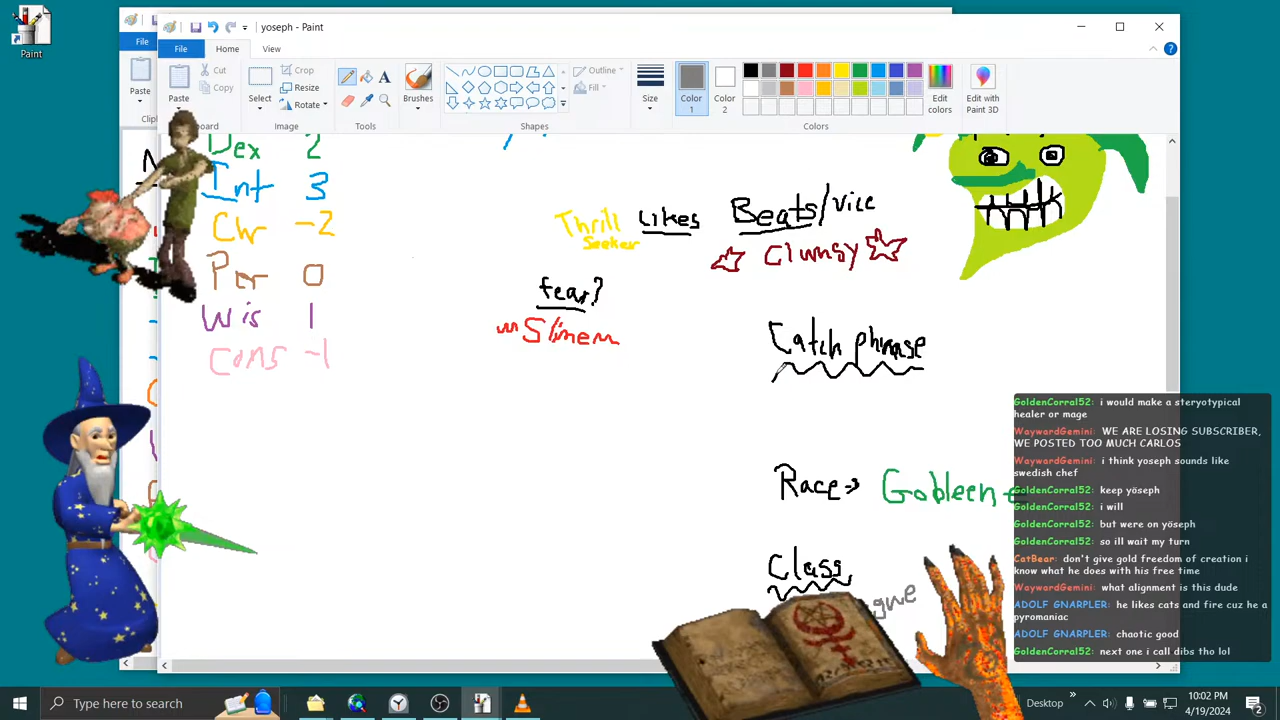 yoseph - Paint
File
File Home View
Paint
Paste
Paste
Cut
Copy
Select
Crop
Resize
Rotate
Brushes
Outline
Fill
Size
Color 1
Color 2
Edit colors
Edit with Paint 3D
Image
Tools
Shapes
Colors
Dex 2
Int 3
Chr -2
Per 0
Wis 1
Cons -1
Thrill Seeker
Likes
Beats/vice
Clumsy
fear?
Slimem
Catch phrase
Race
Gobleen
Class
gue
GoldenCorral52: i would make a steryotypical
healer or mage
WaywardGemini: WE ARE LOSING SUBSCRIBER,
WE POSTED TOO MUCH CARLOS
WaywardGemini: i think yoseph sounds like
swedish chef
GoldenCorral52: keep yöseph
GoldenCorral52: i will
GoldenCorral52: but were on yöseph
GoldenCorral52: so ill wait my turn
CatBear: don't give gold freedom of creation i
know what he does with his free time
WaywardGemini: what alignment is this dude
ADOLF GNARPLER: he likes cats and fire cuz he a
pyromaniac
ADOLF GNARPLER: chaotic good
GoldenCorral52: next one i call dibs tho lol
Type here to search
Desktop
10:02 PM
4/19/2024
2